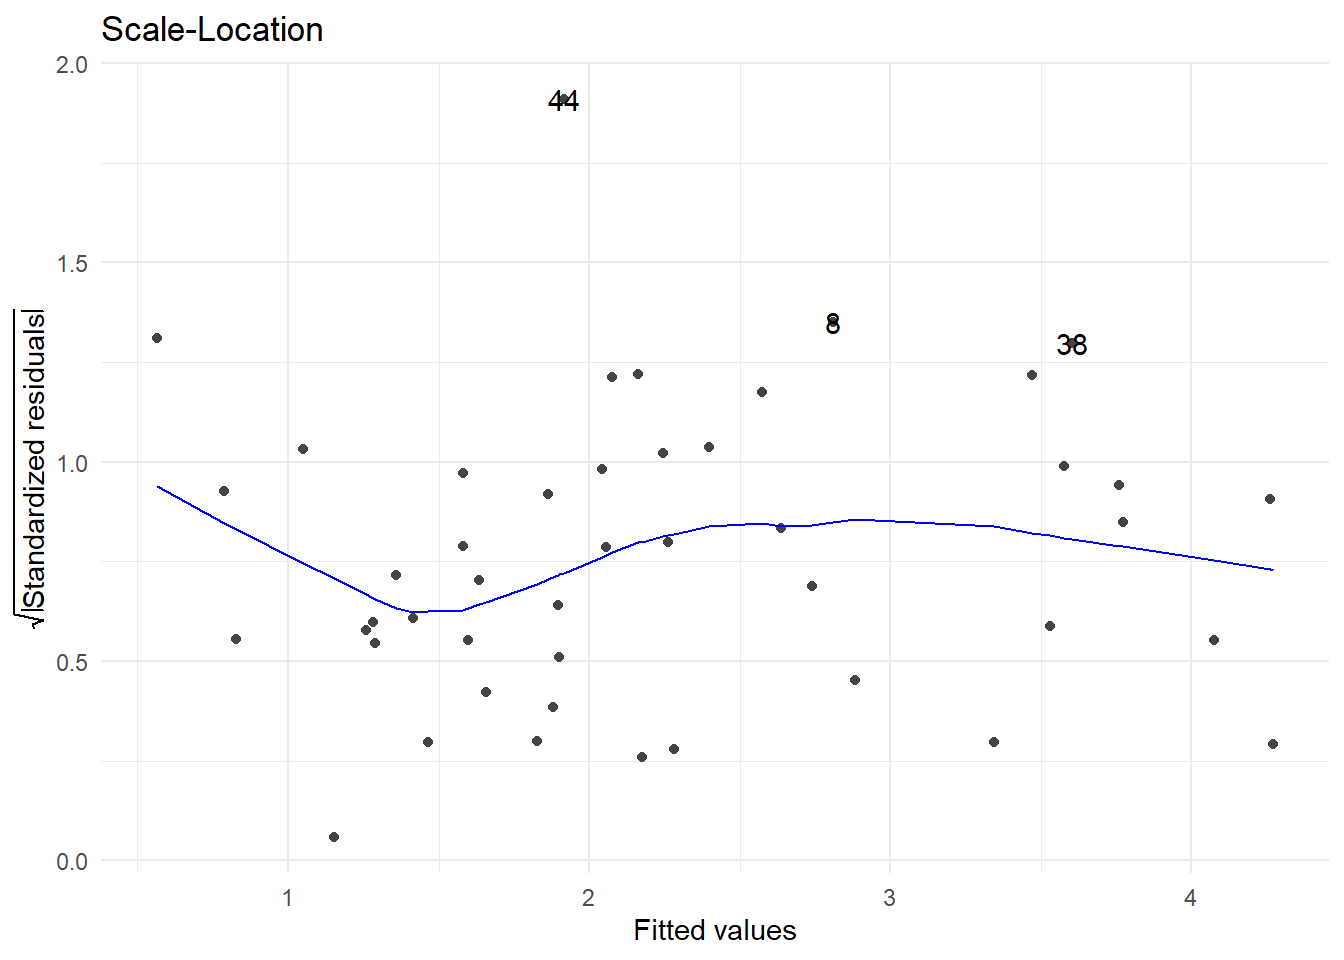 Scale-Location
2.0
44
1.5
8
38
√|Standardized residuals|
1.0
0.5
0.0
1 2 3 4
Fitted values